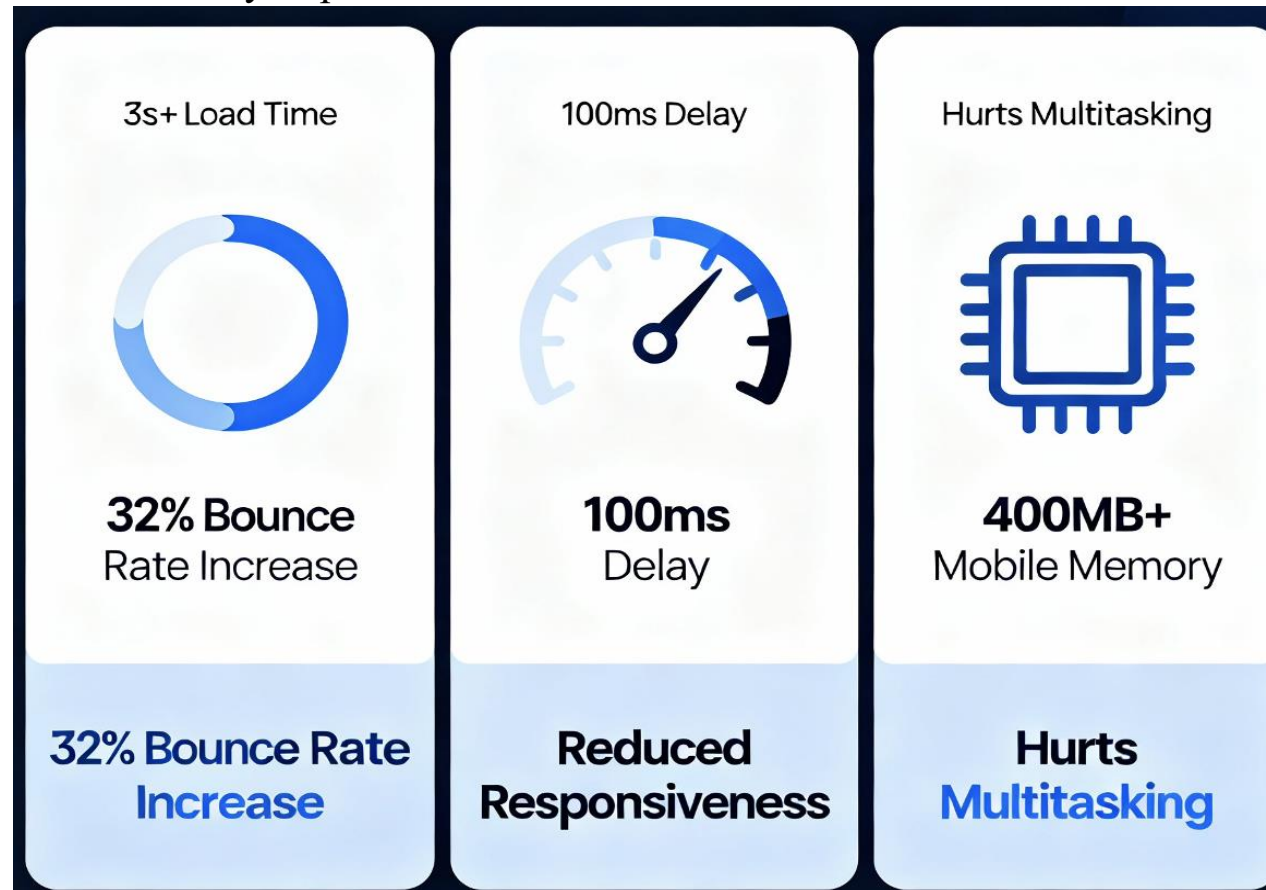 3s+ Load Time
32% Bounce
Rate Increase
32% Bounce Rate
Increase
100ms Delay
100ms
Delay
Reduced
Responsiveness
Hurts Multitasking
400MB+
Mobile Memory
Hurts
Multitasking